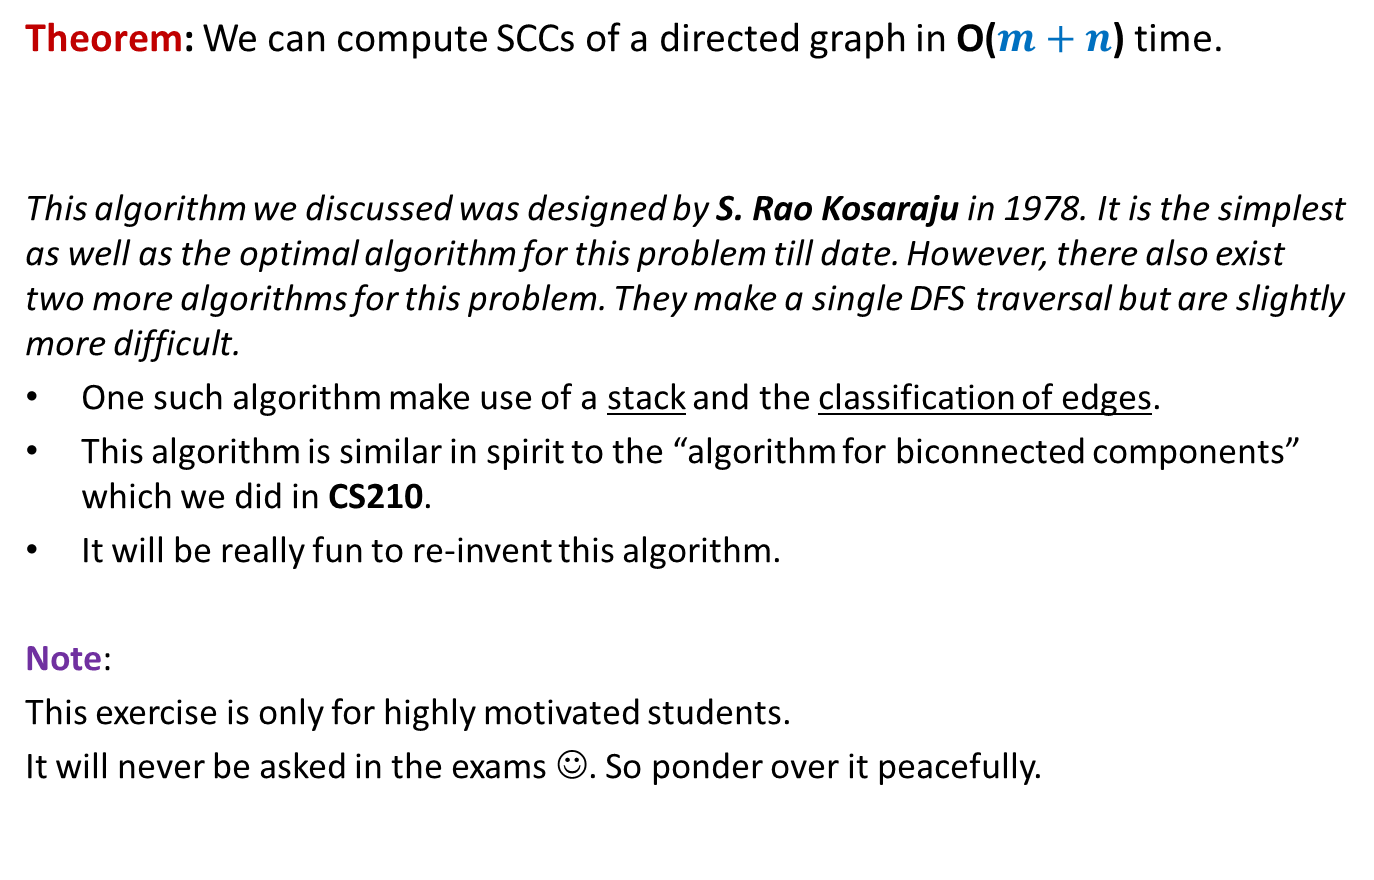 Theorem: We can compute SCCs of a directed graph in O(m + n) time.
This algorithm we discussed was designed by S. Rao Kosaraju in 1978. It is the simplest
as well as the optimal algorithm for this problem till date. However, there also exist
two more algorithms for this problem. They make a single DFS traversal but are slightly
more difficult.
• One such algorithm make use of a stack and the classification of edges.
• This algorithm is similar in spirit to the “algorithm for biconnected components”
which we did in CS210.
• It will be really fun to re-invent this algorithm.
Note:
This exercise is only for highly motivated students.
It will never be asked in the exams ☺. So ponder over it peacefully.